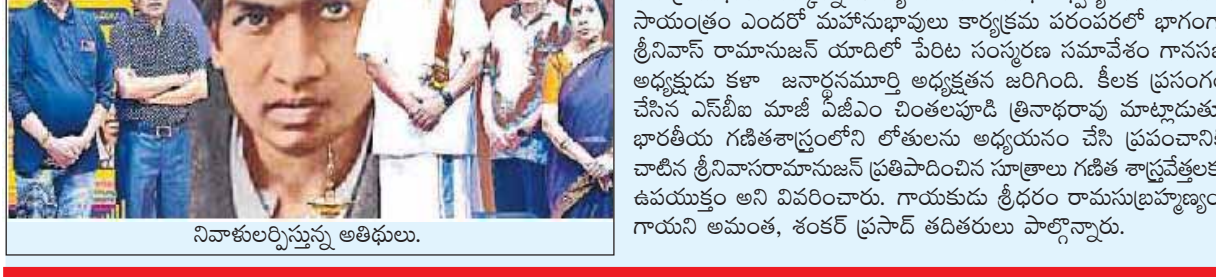 సాయంత్రం ఎందరో మహానుభావులు కార్యక్రమ పరంపరలో భాగంగా
శ్రీనివాస్ రామానుజన్ యాదిలో పేరిట సంస్మరణ సమావేశం గానసభ
అధ్యక్షుడు కళా జనార్థనమూర్తి అధ్యక్షతన జరిగింది. కీలక ప్రసంగం
చేసిన ఎస్‌బీఐ మాజీ ఏజీఎం చింతలపూడి త్రినాథరావు మాట్లాడుతూ
భారతీయ గణితశాస్త్రంలోని లోతులను అధ్యయనం చేసి ప్రపంచానికి
చాటిన శ్రీనివాసరామానుజన్ ప్రతిపాదించిన సూత్రాలు గణిత శాస్త్రవేత్తలకు
ఉపయుక్తం అని వివరించారు. గాయకుడు శ్రీధరం రామసుబ్రహ్మణ్యం
గాయని అమంత, శంకర్ ప్రసాద్ తదితరులు పాల్గొన్నారు.
నివాళులర్పిస్తున్న అతిథులు.